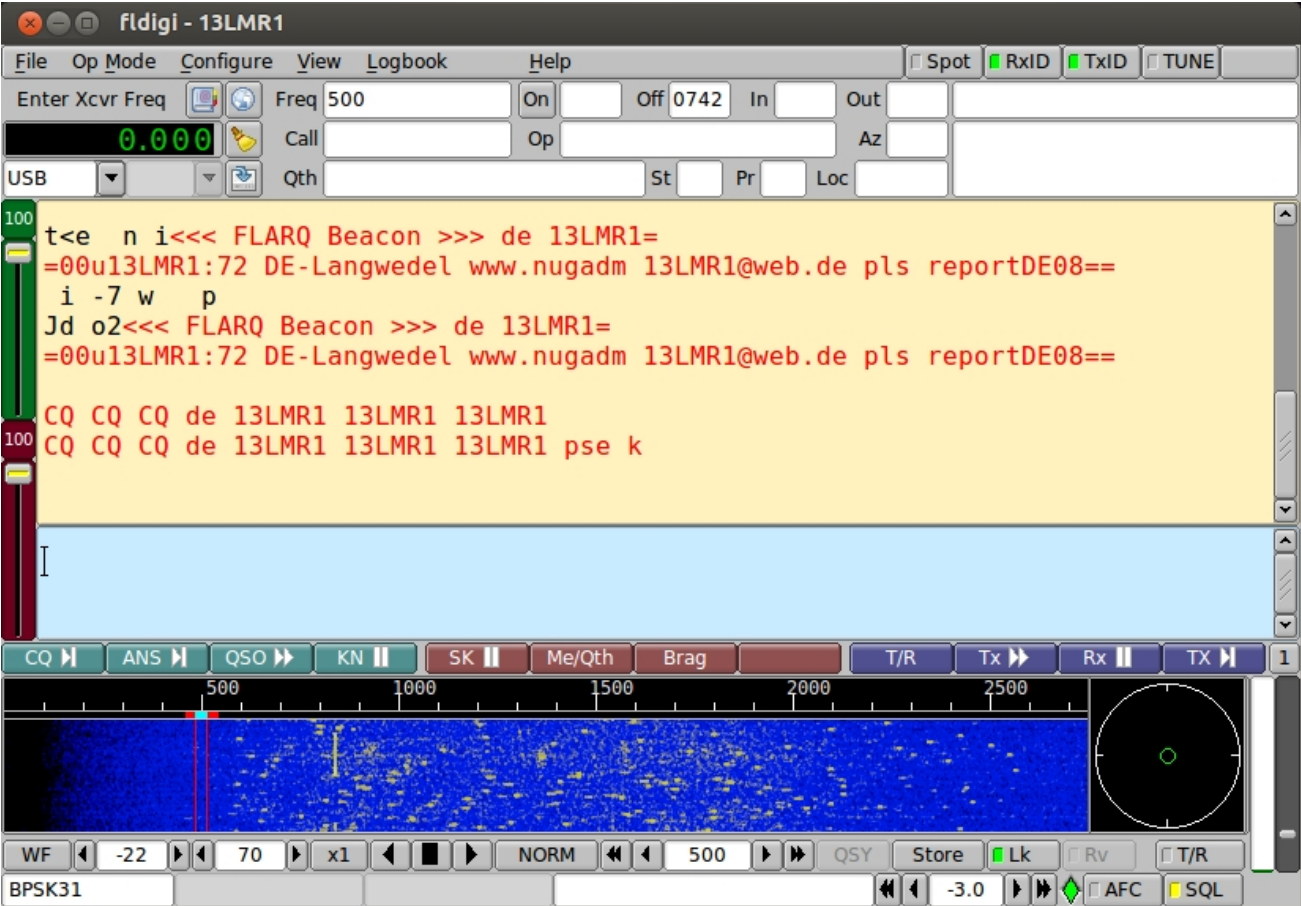 fldigi - 13LMR1
File Op Mode Configure View Logbook Help Spot RxID TxID TUNE
Enter Xcvr Freq Freq 500 On Off 0742 In Out
0.000 Call Op Az
USB Qth St Pr Loc
100
t<e  n i<<< FLARQ Beacon >>> de 13LMR1=
=00u13LMR1:72 DE-Langwedel www.nugadm 13LMR1@web.de pls reportDE08==
i -7 w   p
Jd o2<<< FLARQ Beacon >>> de 13LMR1=
=00u13LMR1:72 DE-Langwedel www.nugadm 13LMR1@web.de pls reportDE08==
CQ CQ CQ de 13LMR1 13LMR1 13LMR1
100
CQ CQ CQ de 13LMR1 13LMR1 13LMR1 pse k
CQ ANS QSO KN SK Me/Qth Brag T/R Tx Rx TX 1
500 1000 1500 2000 2500
WF -22 70 x1 NORM 500 QSY Store Lk Rv T/R
BPSK31 -3.0 AFC SQL